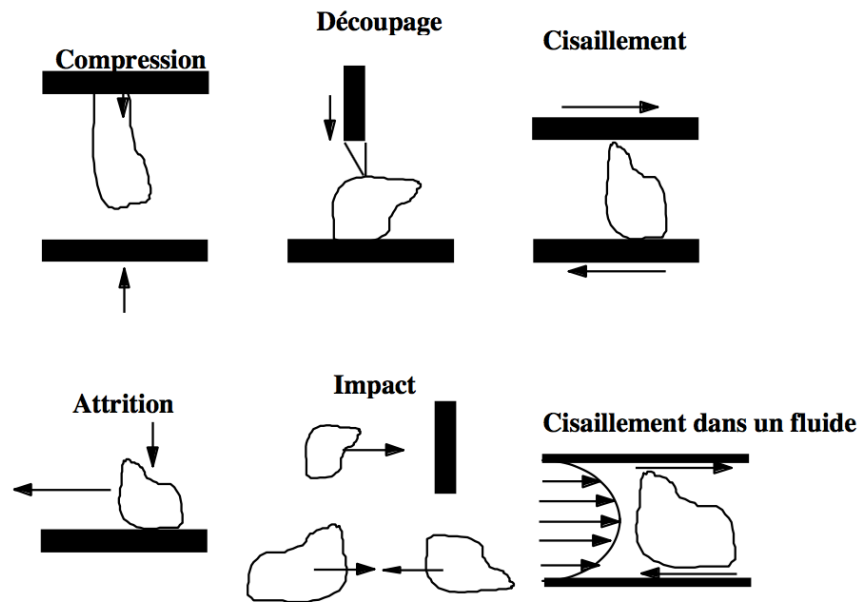 Compression
Découpage
Cisaillement
Attrition
Impact
Cisaillement dans un fluide